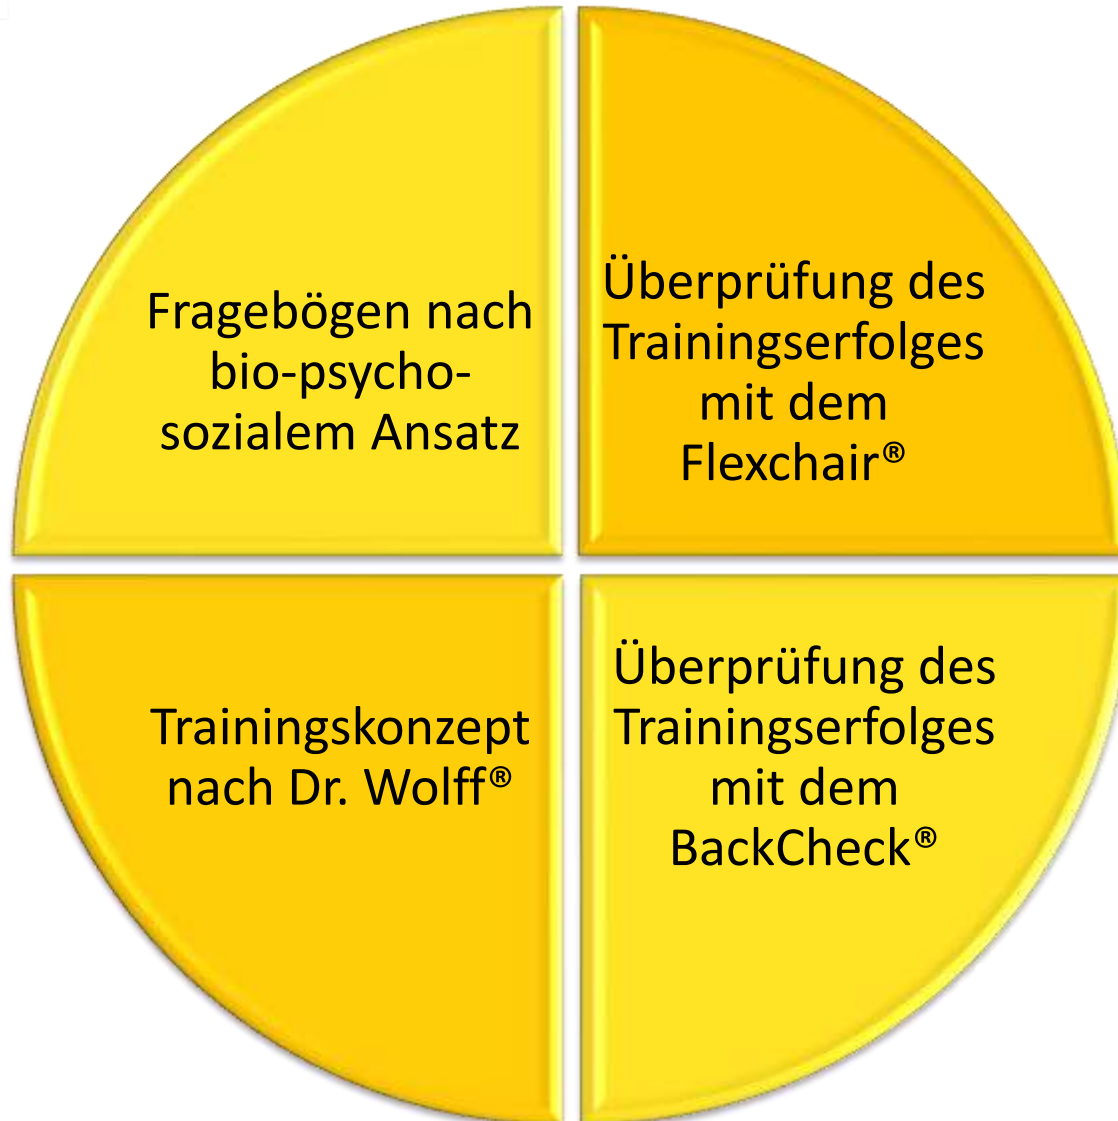 Fragebögen nach
bio-psycho-
sozialem Ansatz
Überprüfung des
Trainingserfolges
mit dem
Flexchair®
Trainingskonzept
nach Dr. Wolff®
Überprüfung des
Trainingserfolges
mit dem
BackCheck®